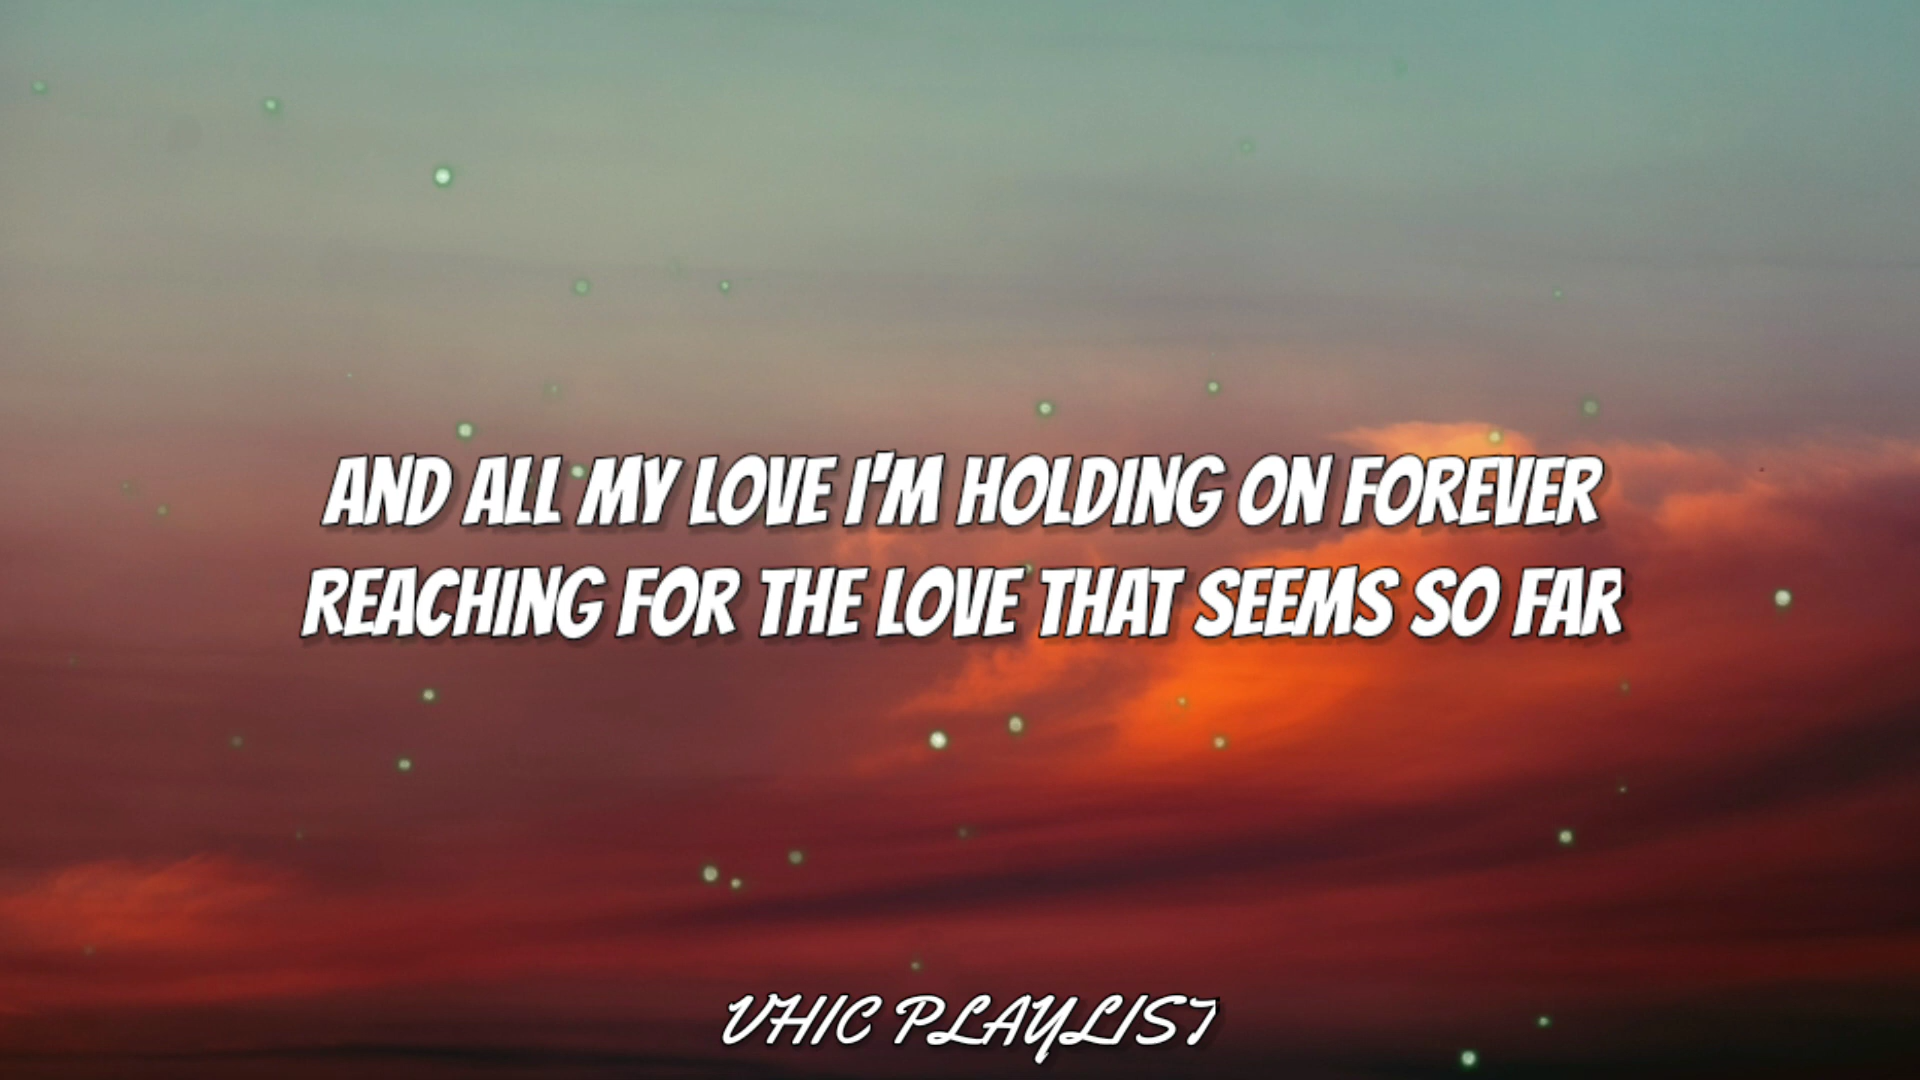 AND ALL MY LOVE I'M HOLDING ON FOREVER
REACHING FOR THE LOVE THAT SEEMS SO FAR
VHIC PLAYLIST